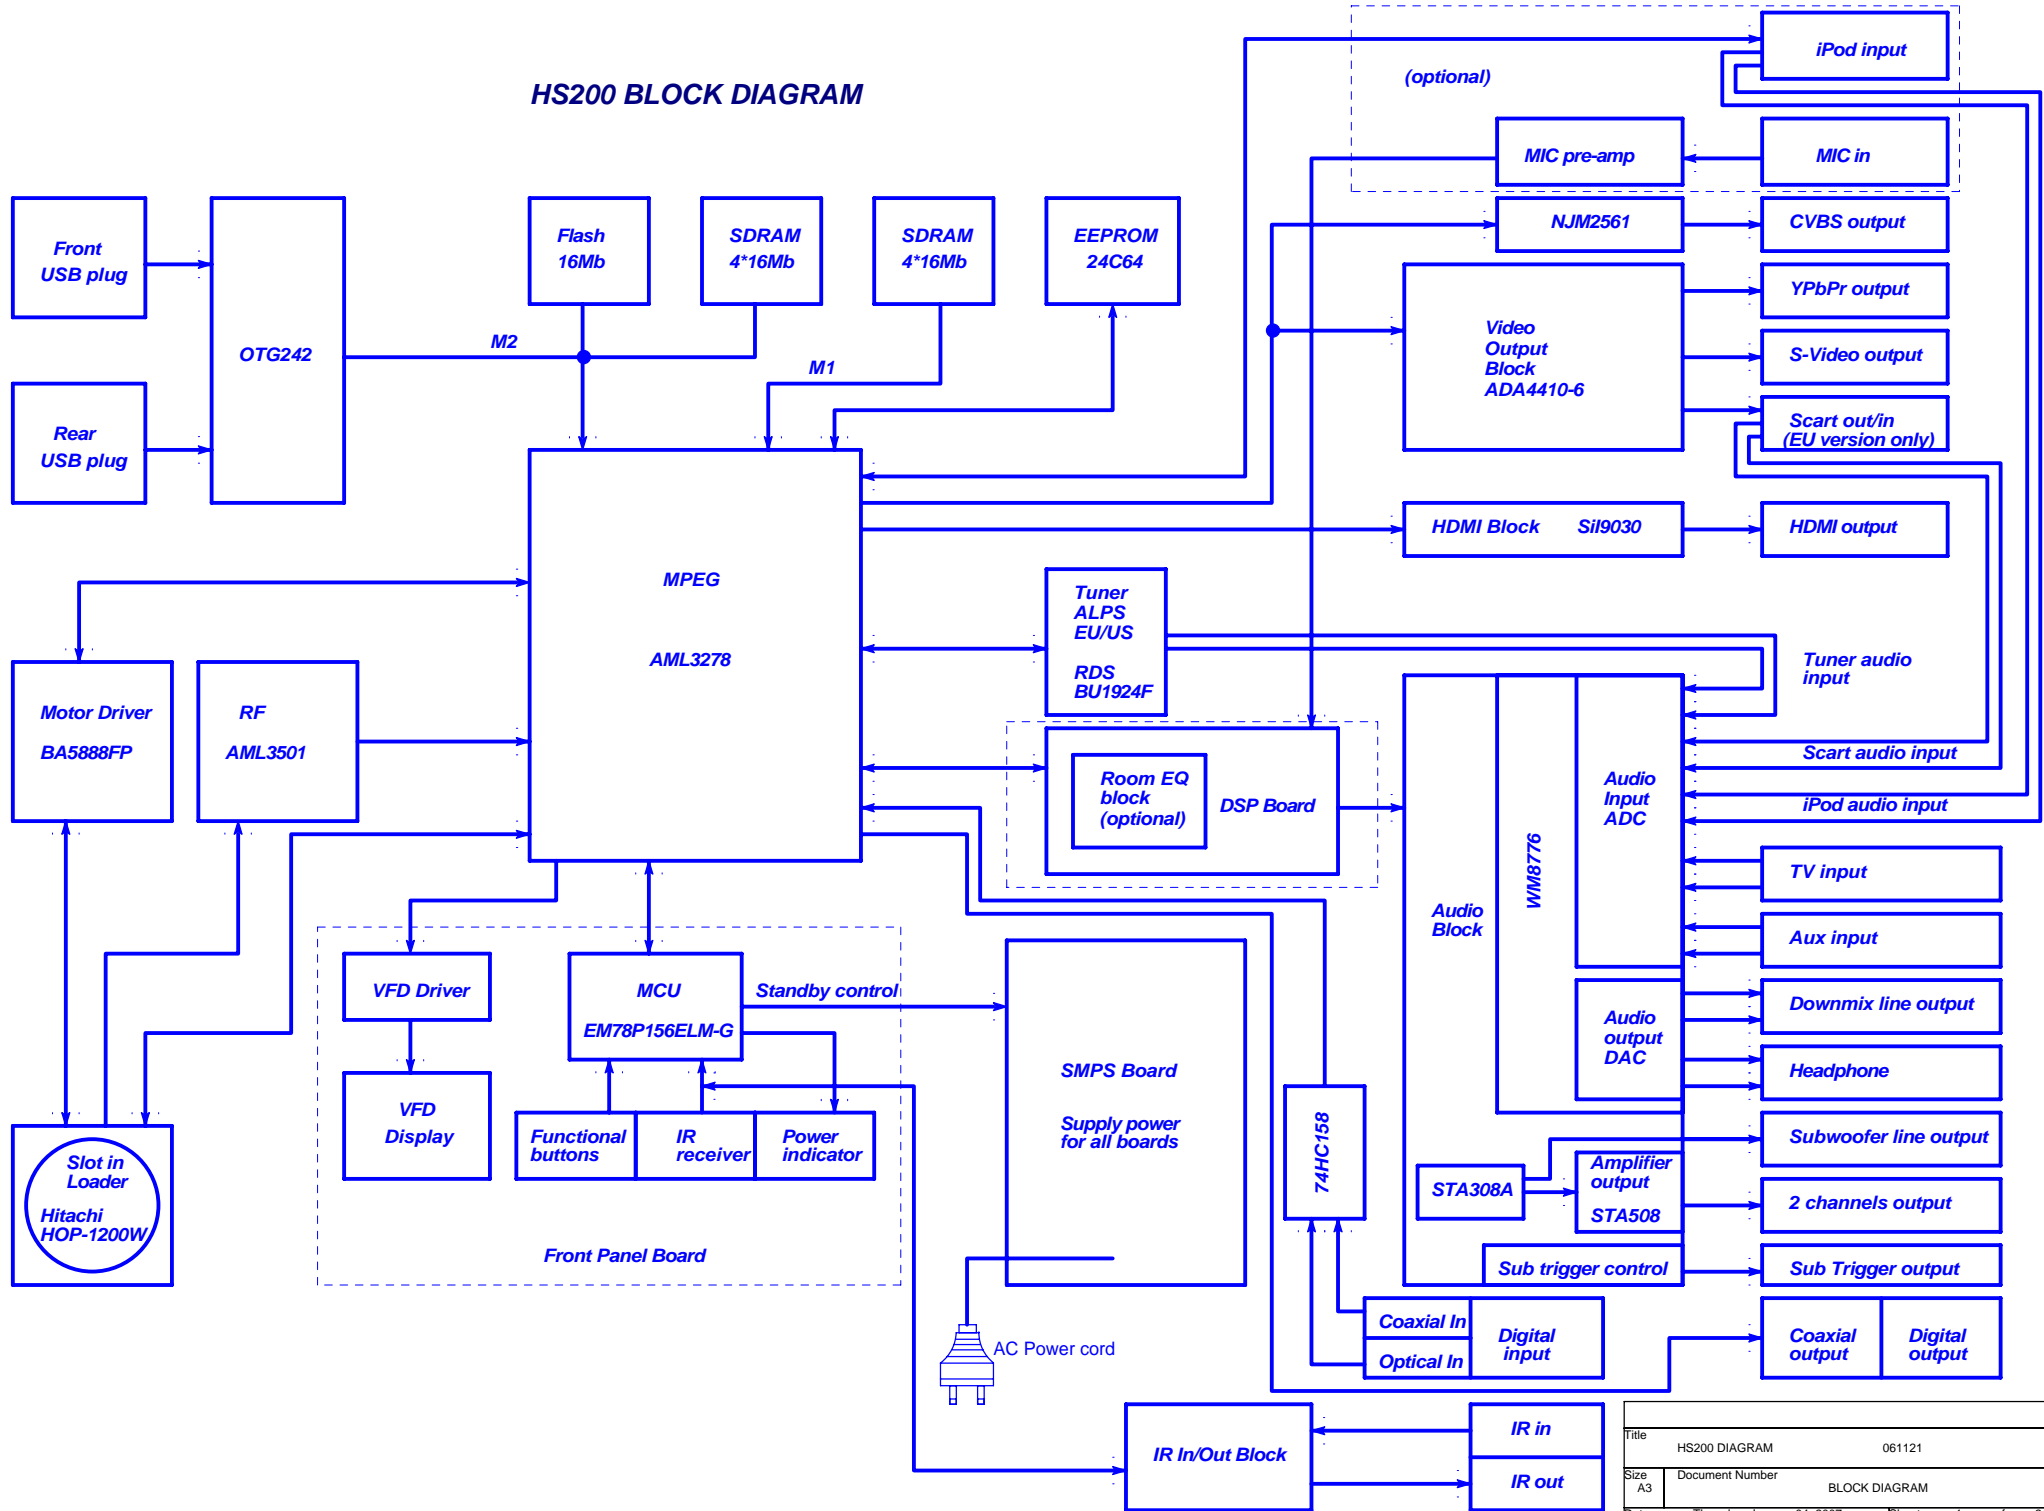 HS200 BLOCK DIAGRAM
(optional)
iPod input
MIC pre-amp
MIC in
Front
USB plug
OTG242
Flash
16Mb
SDRAM
4*16Mb
SDRAM
4*16Mb
EEPROM
24C64
NJM2561
CVBS output
YPbPr output
Video
Output
Block
ADA4410-6
S-Video output
Scart out/in
(EU version only)
M2
M1
Rear
USB plug
HDMI Block SiI9030
HDMI output
MPEG
AML3278
Tuner
ALPS
EU/US
RDS
BU1924F
Tuner audio
input
Motor Driver
BA5888FP
RF
AML3501
Scart audio input
iPod audio input
Room EQ
block
(optional)
DSP Board
Audio
Input
ADC
WM8776
Audio
Block
TV input
Aux input
Downmix line output
Audio
output
DAC
Headphone
VFD Driver
MCU
EM78P156ELM-G
Standby control
SMPS Board
Supply power
for all boards
VFD
Display
Functional
buttons
IR
receiver
Power
indicator
74HC158
Slot in
Loader
Hitachi
HOP-1200W
Front Panel Board
Subwoofer line output
STA308A
Amplifier
output
STA508
2 channels output
Sub trigger control
Sub Trigger output
AC Power cord
Coaxial In
Optical In
Digital
input
Coaxial
output
Digital
output
IR In/Out Block
IR in
IR out
Title
HS200 DIAGRAM 061121
Size
A3
Document Number
BLOCK DIAGRAM